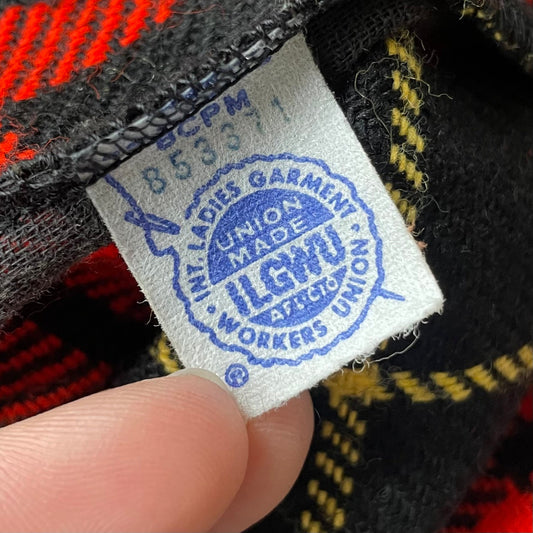 BCPM
853371
INT LADIES GARMENT
UNION
MADE
ILGWU
AFL-CIO
WORKERS UNION
®